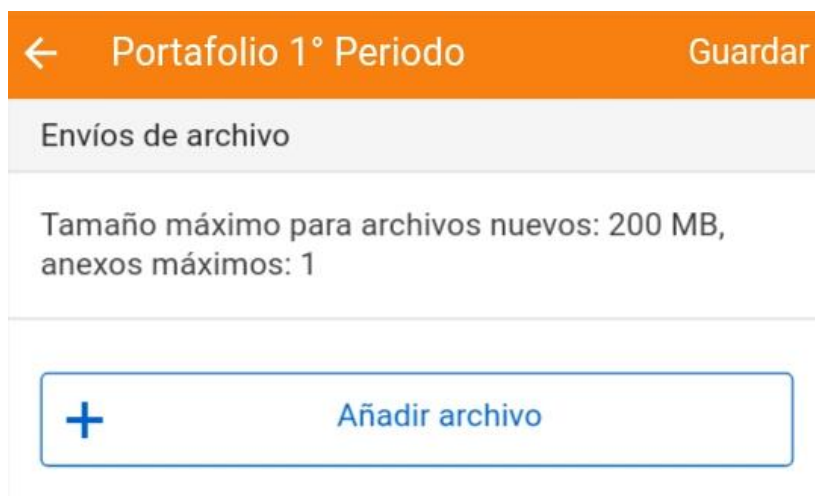 Portafolio 1° Periodo Guardar
Envíos de archivo
Tamaño máximo para archivos nuevos: 200 MB,
anexos máximos: 1
Añadir archivo